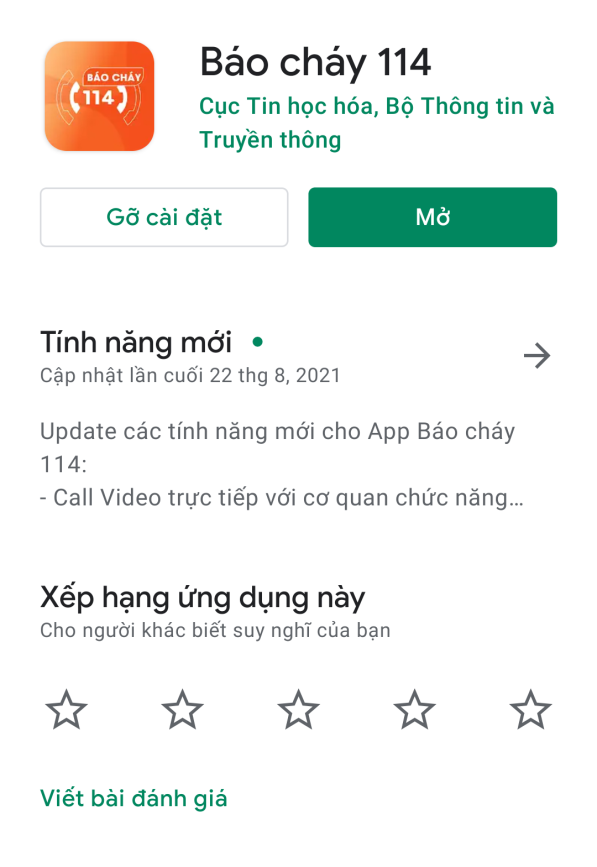 BÁO CHÁY
114
Báo cháy 114
Cục Tin học hóa, Bộ Thông tin và
Truyền thông
Gỡ cài đặt
Mở
Tính năng mới
Cập nhật lần cuối 22 thg 8, 2021
Update các tính năng mới cho App Báo cháy
114:
- Call Video trực tiếp với cơ quan chức năng...
Xếp hạng ứng dụng này
Cho người khác biết suy nghĩ của bạn
Viết bài đánh giá